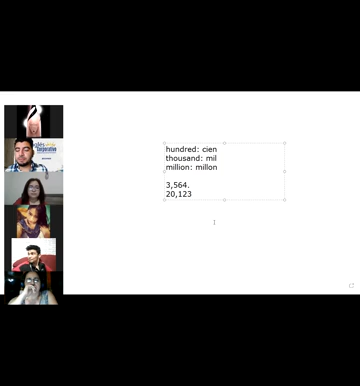 hundred: cien
thousand: mil
million: millon
3,564.
20,123